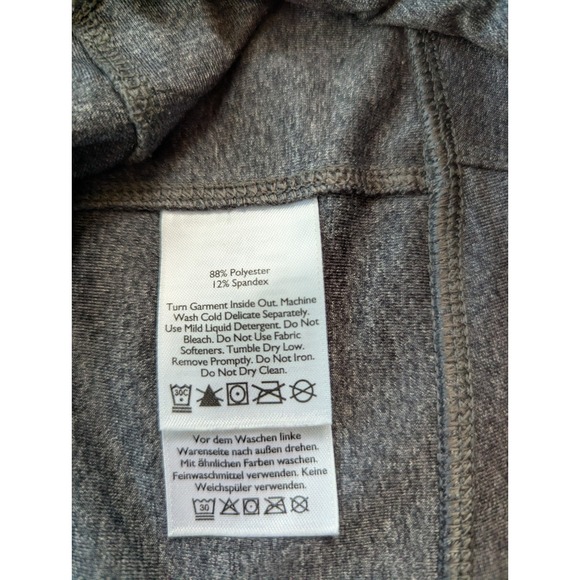 88% Polyester
12% Spandex
Turn Garment Inside Out. Machine
Wash Cold Delicate Separately.
Use Mild Liquid Detergent. Do Not
Bleach. Do Not Use Fabric
Softeners. Tumble Dry Low.
Remove Promptly. Do Not Iron.
Do Not Dry Clean.
30C
Vor dem Waschen linke
Warenseite nach außen drehen.
Mit ähnlichen Farben waschen.
Feinwaschmittel verwenden. Keine
Weichspüler verwenden.
30